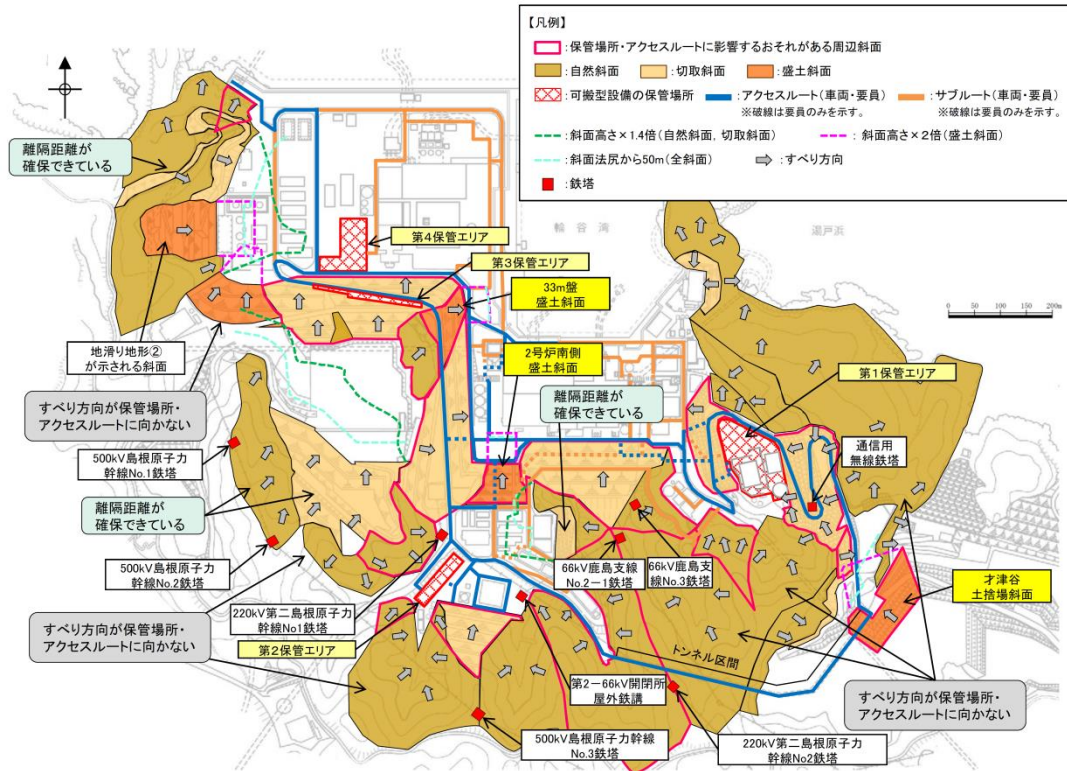 【凡例】
：保管場所・アクセスルートに影響するおそれがある周辺斜面
：自然斜面
：切取斜面
：盛土斜面
：可搬型設備の保管場所
：アクセスルート(車両・要員)
※破線は要員のみを示す。
：サブルート(車両・要員)
※破線は要員のみを示す。
：斜面高さ×1.4倍(自然斜面，切取斜面)
：斜面高さ×2倍(盛土斜面)
：斜面法尻から50m(全斜面)
：すべり方向
：鉄塔
離隔距離が
確保できている
輪谷湾
湯戸浜
第4保管エリア
第3保管エリア
33m盤
盛土斜面
0
50
100
150
200m
地滑り地形②
が示される斜面
2号炉南側
盛土斜面
第1保管エリア
すべり方向が保管場所・
アクセスルートに向かない
離隔距離が
確保できている
通信用
無線鉄塔
500kV島根原子力
幹線No.1鉄塔
離隔距離が
確保できている
500kV島根原子力
幹線No.2鉄塔
66kV鹿島支線
No.2－1鉄塔
66kV鹿島支
線No.3鉄塔
才津谷
土捨場斜面
220kV第二島根原子力
幹線No1鉄塔
すべり方向が保管場所・
アクセスルートに向かない
第2保管エリア
トンネル区間
第2－66kV開閉所
屋外鉄講
すべり方向が保管場所・
アクセスルートに向かない
500kV島根原子力幹線
No.3鉄塔
220kV第二島根原子力
幹線No2鉄塔